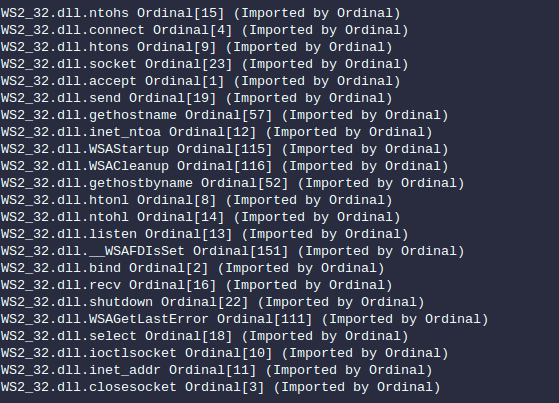 WS2_32.dll.ntohs Ordinal[15] (Imported by Ordinal)
WS2_32.dll.connect Ordinal[4] (Imported by Ordinal)
WS2_32.dll.htons Ordinal[9] (Imported by Ordinal)
WS2_32.dll.socket Ordinal[23] (Imported by Ordinal)
WS2_32.dll.accept Ordinal[1] (Imported by Ordinal)
WS2_32.dll.send Ordinal[19] (Imported by Ordinal)
WS2_32.dll.gethostname Ordinal[57] (Imported by Ordinal)
WS2_32.dll.inet_ntoa Ordinal[12] (Imported by Ordinal)
WS2_32.dll.WSAStartup Ordinal[115] (Imported by Ordinal)
WS2_32.dll.WSACleanup Ordinal[116] (Imported by Ordinal)
WS2_32.dll.gethostbyname Ordinal[52] (Imported by Ordinal)
WS2_32.dll.htonl Ordinal[8] (Imported by Ordinal)
WS2_32.dll.ntohl Ordinal[14] (Imported by Ordinal)
WS2_32.dll.listen Ordinal[13] (Imported by Ordinal)
WS2_32.dll.__WSAFDIsSet Ordinal[151] (Imported by Ordinal)
WS2_32.dll.bind Ordinal[2] (Imported by Ordinal)
WS2_32.dll.recv Ordinal[16] (Imported by Ordinal)
WS2_32.dll.shutdown Ordinal[22] (Imported by Ordinal)
WS2_32.dll.WSAGetLastError Ordinal[111] (Imported by Ordinal)
WS2_32.dll.select Ordinal[18] (Imported by Ordinal)
WS2_32.dll.ioctlsocket Ordinal[10] (Imported by Ordinal)
WS2_32.dll.inet_addr Ordinal[11] (Imported by Ordinal)
WS2_32.dll.closesocket Ordinal[3] (Imported by Ordinal)